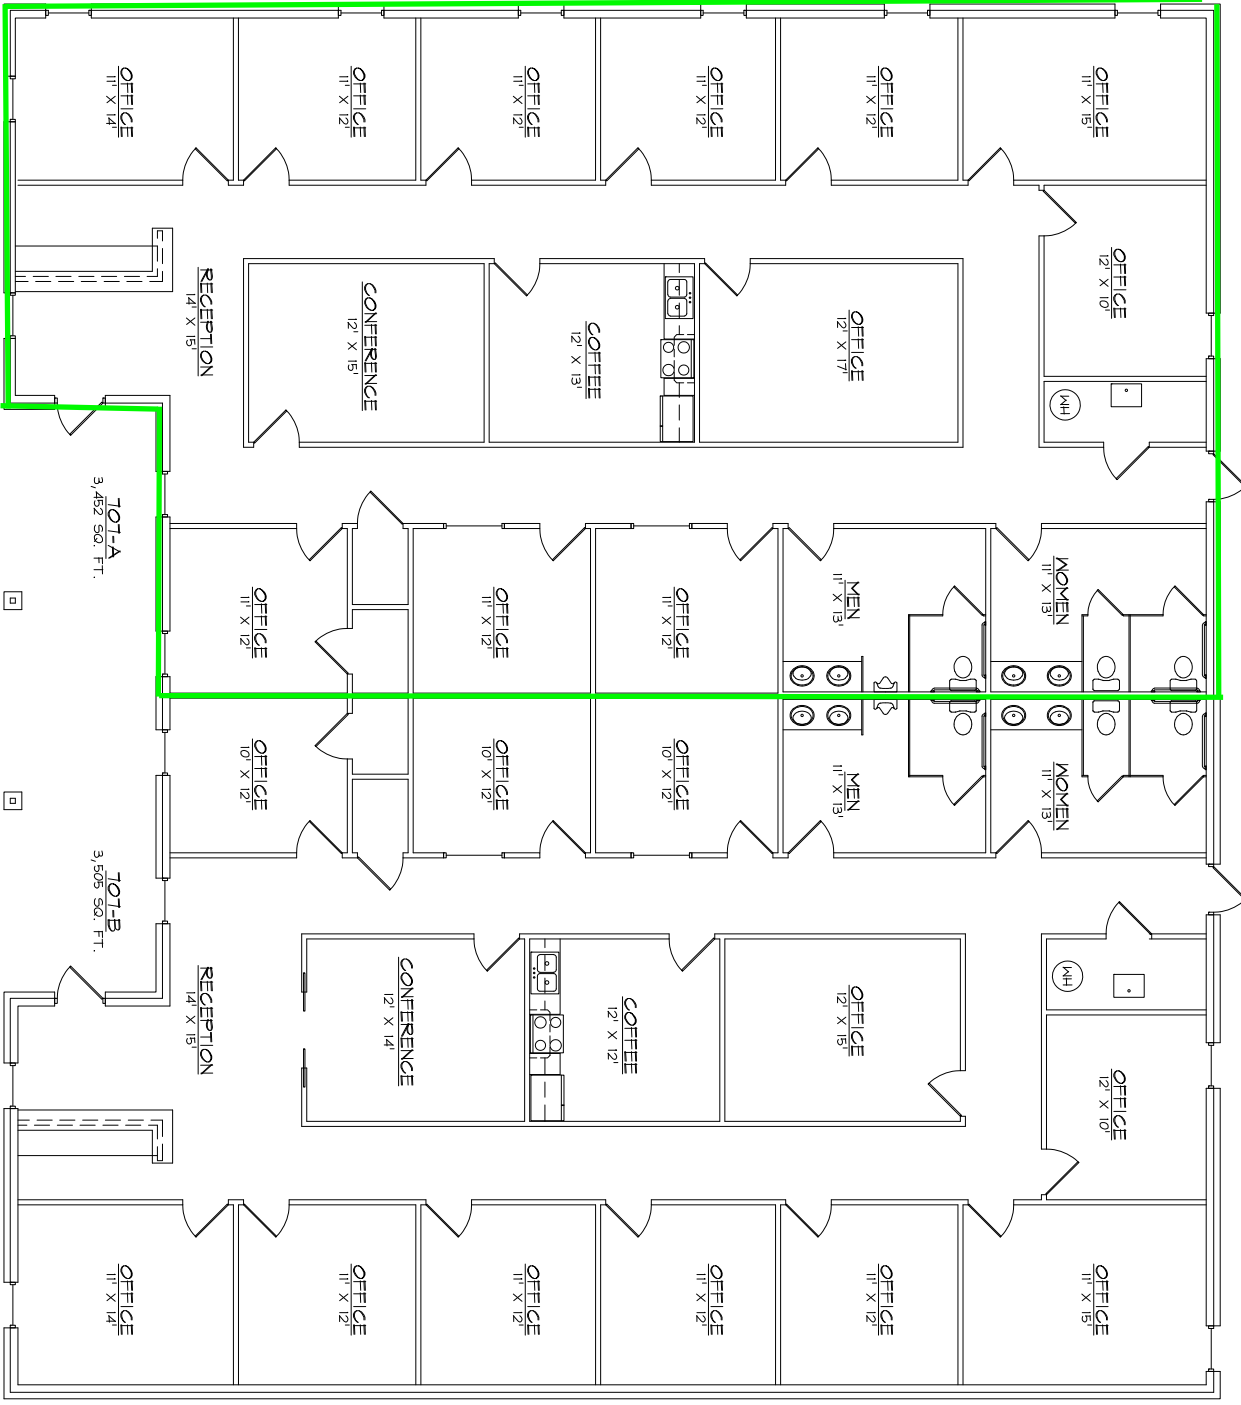 OFFICE
11' X 14'
OFFICE
11' X 12'
OFFICE
11' X 12'
OFFICE
11' X 12'
OFFICE
11' X 12'
OFFICE
11' X 15'
OFFICE
12' X 10'
RECEPTION
14' X 15'
CONFERENCE
12' X 15'
COFFEE
12' X 13'
OFFICE
12' X 17'
WH
707-A
3,452 SQ. FT.
OFFICE
11' X 12'
OFFICE
11' X 12'
OFFICE
11' X 12'
MEN
11' X 13'
WOMEN
11' X 13'
OFFICE
10' X 12'
OFFICE
10' X 12'
OFFICE
10' X 12'
MEN
11' X 13'
WOMEN
11' X 13'
707-B
3,505 SQ. FT.
RECEPTION
14' X 15'
CONFERENCE
12' X 14'
COFFEE
12' X 12'
OFFICE
12' X 15'
WH
OFFICE
12' X 10'
OFFICE
11' X 14'
OFFICE
11' X 12'
OFFICE
11' X 12'
OFFICE
11' X 12'
OFFICE
11' X 12'
OFFICE
11' X 15'